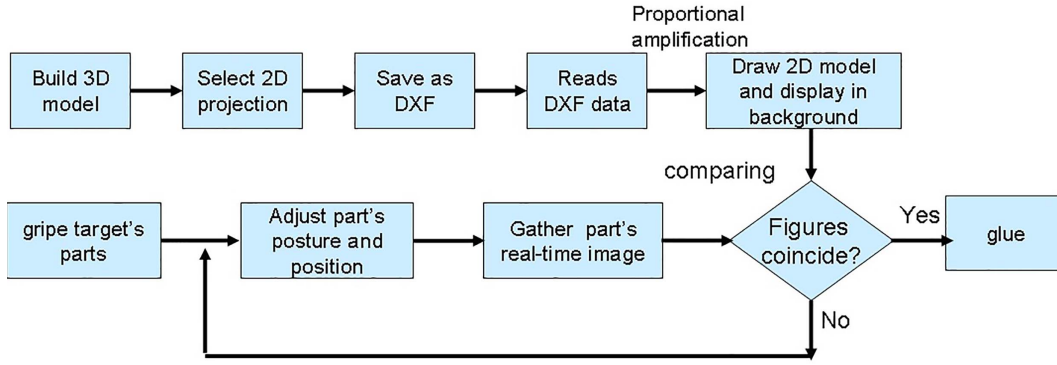 Build 3D
model
Select 2D
projection
Save as
DXF
Reads
DXF data
Proportional
amplification
Draw 2D model
and display in
background
comparing
gripe target's
parts
Adjust part's
posture and
position
Gather part's
real-time image
Figures
coincide?
Yes
glue
No